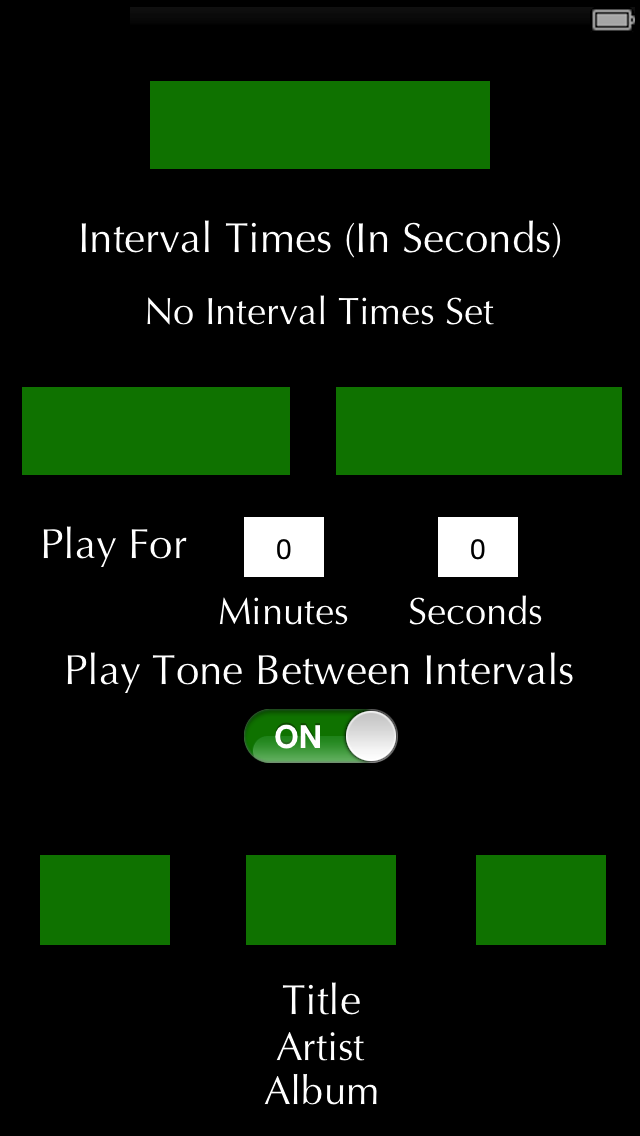 Interval Times (In Seconds)
No Interval Times Set
Play For 0 0
Minutes Seconds
Play Tone Between Intervals
ON
Title
Artist
Album